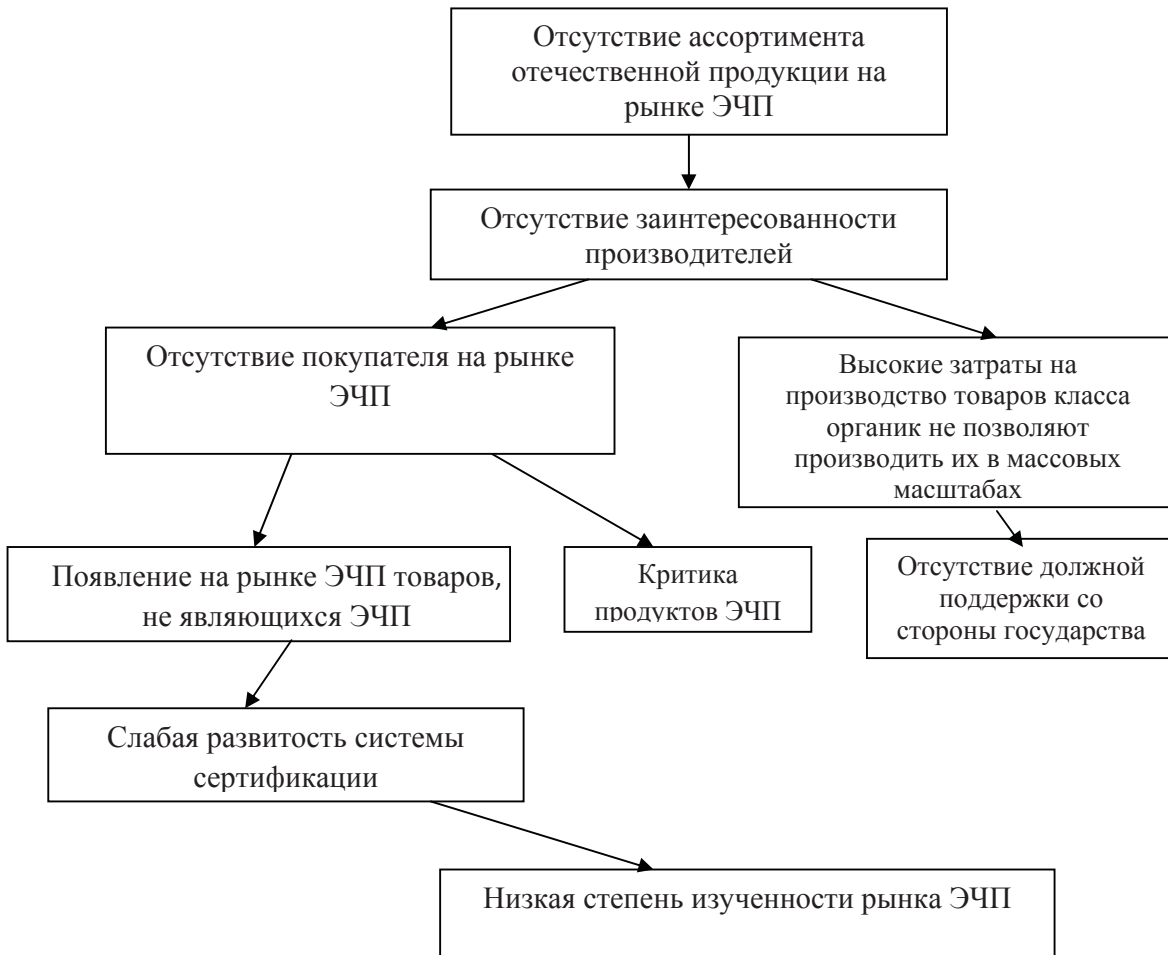 Отсутствие ассортимента
отечественной продукции на
рынке ЭЧП
Отсутствие заинтересованности
производителей
Отсутствие покупателя на рынке
ЭЧП
Высокие затраты на
производство товаров класса
органик не позволяют
производить их в массовых
масштабах
Появление на рынке ЭЧП товаров,
не являющихся ЭЧП
Критика
продуктов ЭЧП
Отсутствие должной
поддержки со
стороны государства
Слабая развитость системы
сертификации
Низкая степень изученности рынка ЭЧП